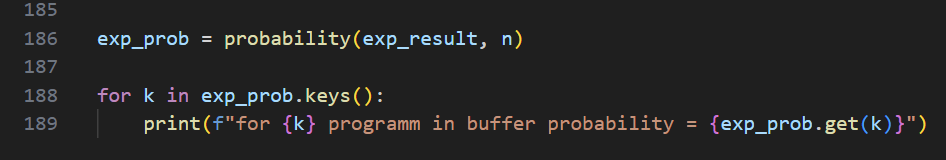 185
186 exp_prob = probability(exp_result, n)
187
188 for k in exp_prob.keys():
189     print(f"for {k} programm in buffer probability = {exp_prob.get(k)}")